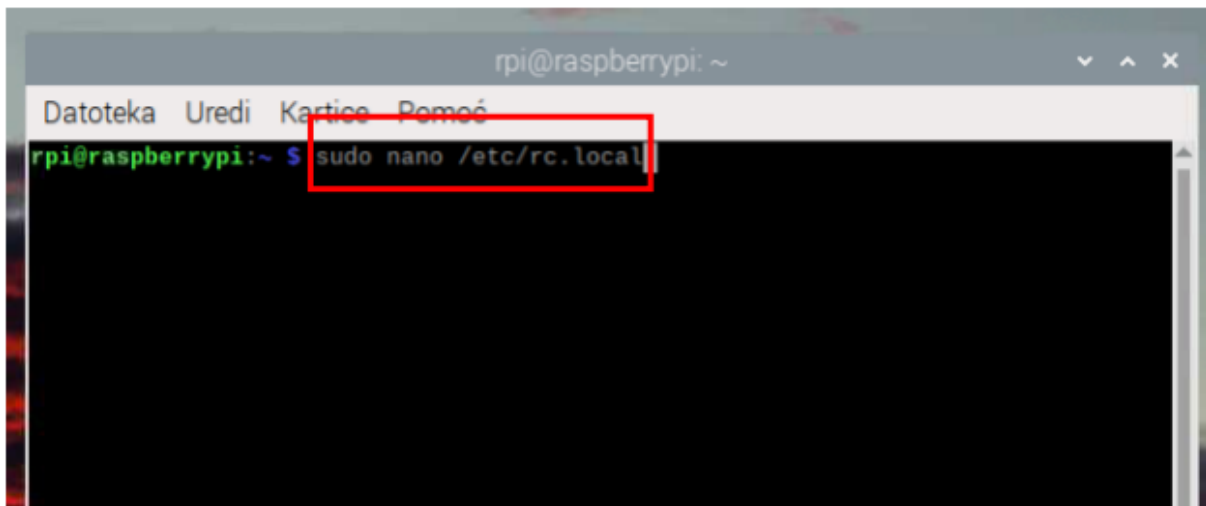 rpi@raspberrypi: ~
Datoteka Uredi Kartice Pomoć
rpi@raspberrypi:~ $ sudo nano /etc/rc.local